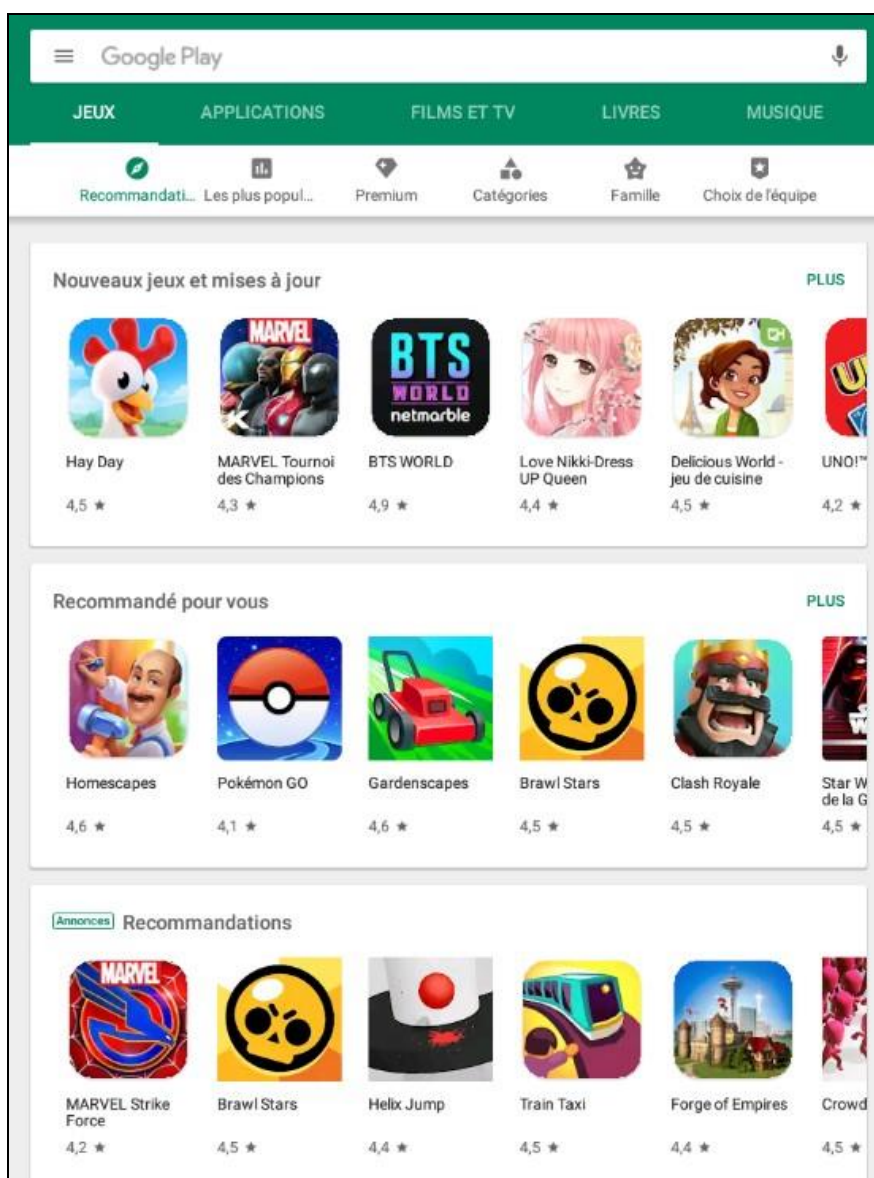 Google Play
JEUX APPLICATIONS FILMS ET TV LIVRES MUSIQUE
Recommandati... Les plus popul... Premium Catégories Famille Choix de l'équipe
Nouveaux jeux et mises à jour PLUS
MARVEL
BTS
WORLD
netmarble
GH
Hay Day MARVEL Tournoi BTS WORLD Love Nikki-Dress Delicious World - UNO!™
des Champions UP Queen jeu de cuisine
4,5 ★ 4,3 ★ 4,9 ★ 4,4 ★ 4,5 ★ 4,2 ★
Recommandé pour vous PLUS
Homescapes Pokémon GO Gardenscapes Brawl Stars Clash Royale Star W
de la G
4,6 ★ 4,1 ★ 4,6 ★ 4,5 ★ 4,5 ★ 4,5 ★
Annonces Recommandations
MARVEL
MARVEL Strike Brawl Stars Helix Jump Train Taxi Forge of Empires Crowd
Force
4,2 ★ 4,5 ★ 4,4 ★ 4,5 ★ 4,4 ★ 4,5 ★